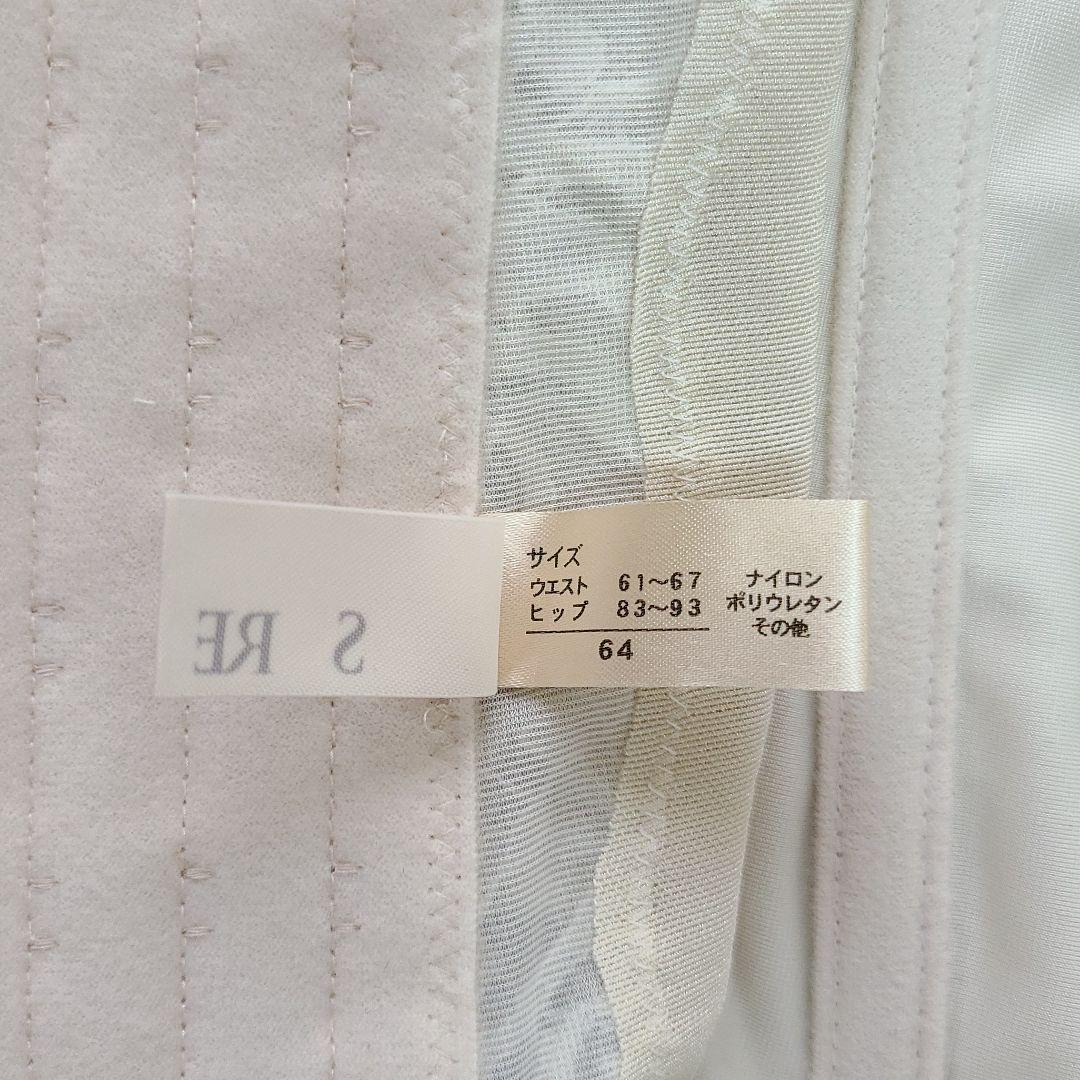 サイズ
ウエスト 61〜67
ヒップ 83〜93
64
ナイロン
ポリウレタン
その他
S RE